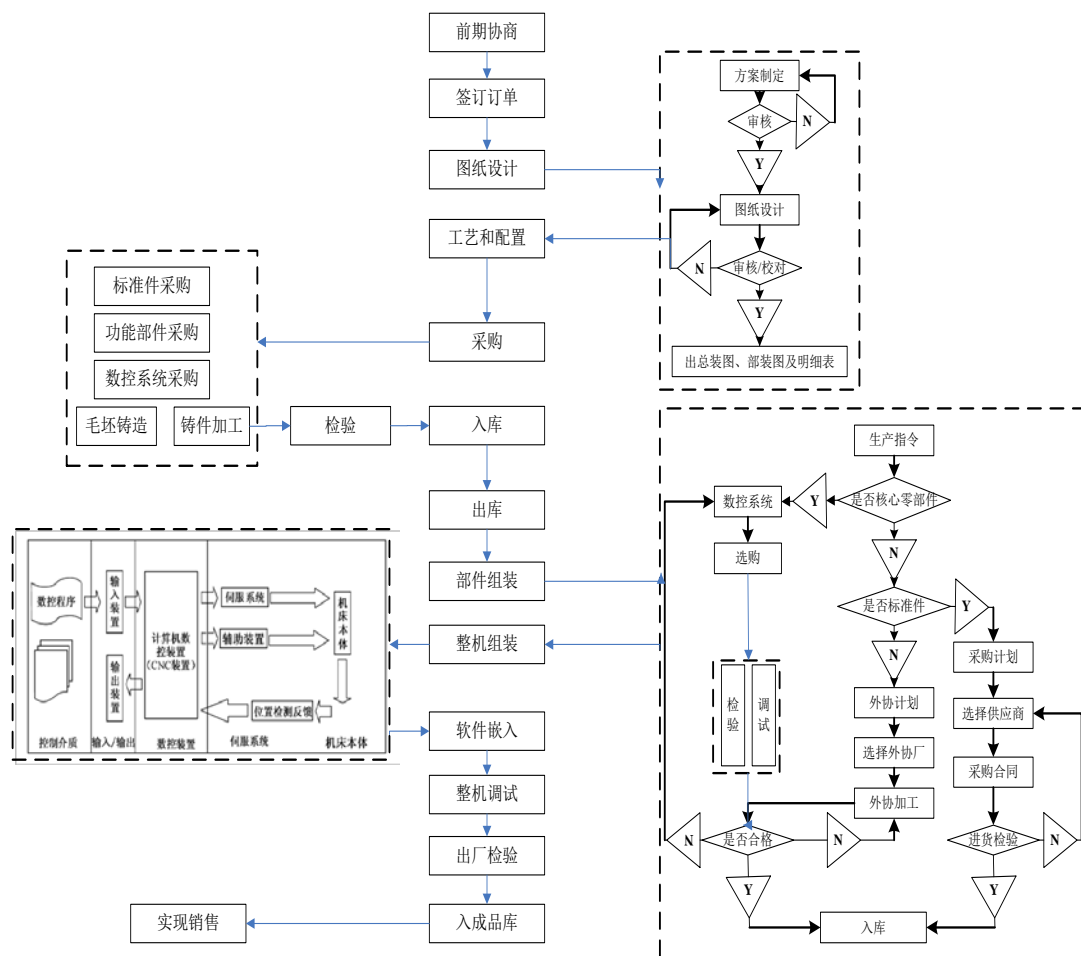 前期协商
签订订单
图纸设计
工艺和配置
采购
标准件采购
功能部件采购
数控系统采购
毛坯铸造
铸件加工
检验
入库
出库
部件组装
整机组装
软件嵌入
整机调试
出厂检验
入成品库
实现销售
方案制定
审核
N
Y
图纸设计
审核/校对
N
Y
出总装图、部装图及明细表
数控程序
输入装置
输出装置
计算机数
控装置
(CNC装置)
伺服系统
辅助装置
位置检测反馈
机床本体
控制介质
输入/输出
数控装置
伺服系统
机床本体
生产指令
是否核心零部件
Y
数控系统
选购
N
是否标准件
Y
采购计划
N
外协计划
选择供应商
选择外协厂
采购合同
检验
调试
外协加工
是否合格
N
N
进货检验
N
Y
Y
入库